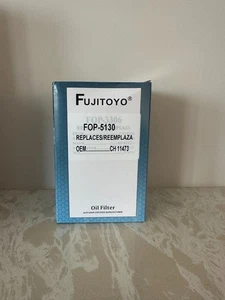 FUJITOYO®
FOP-5130
REPLACES/REEMPLAZA
OEM..............CH 11473
Oil Filter